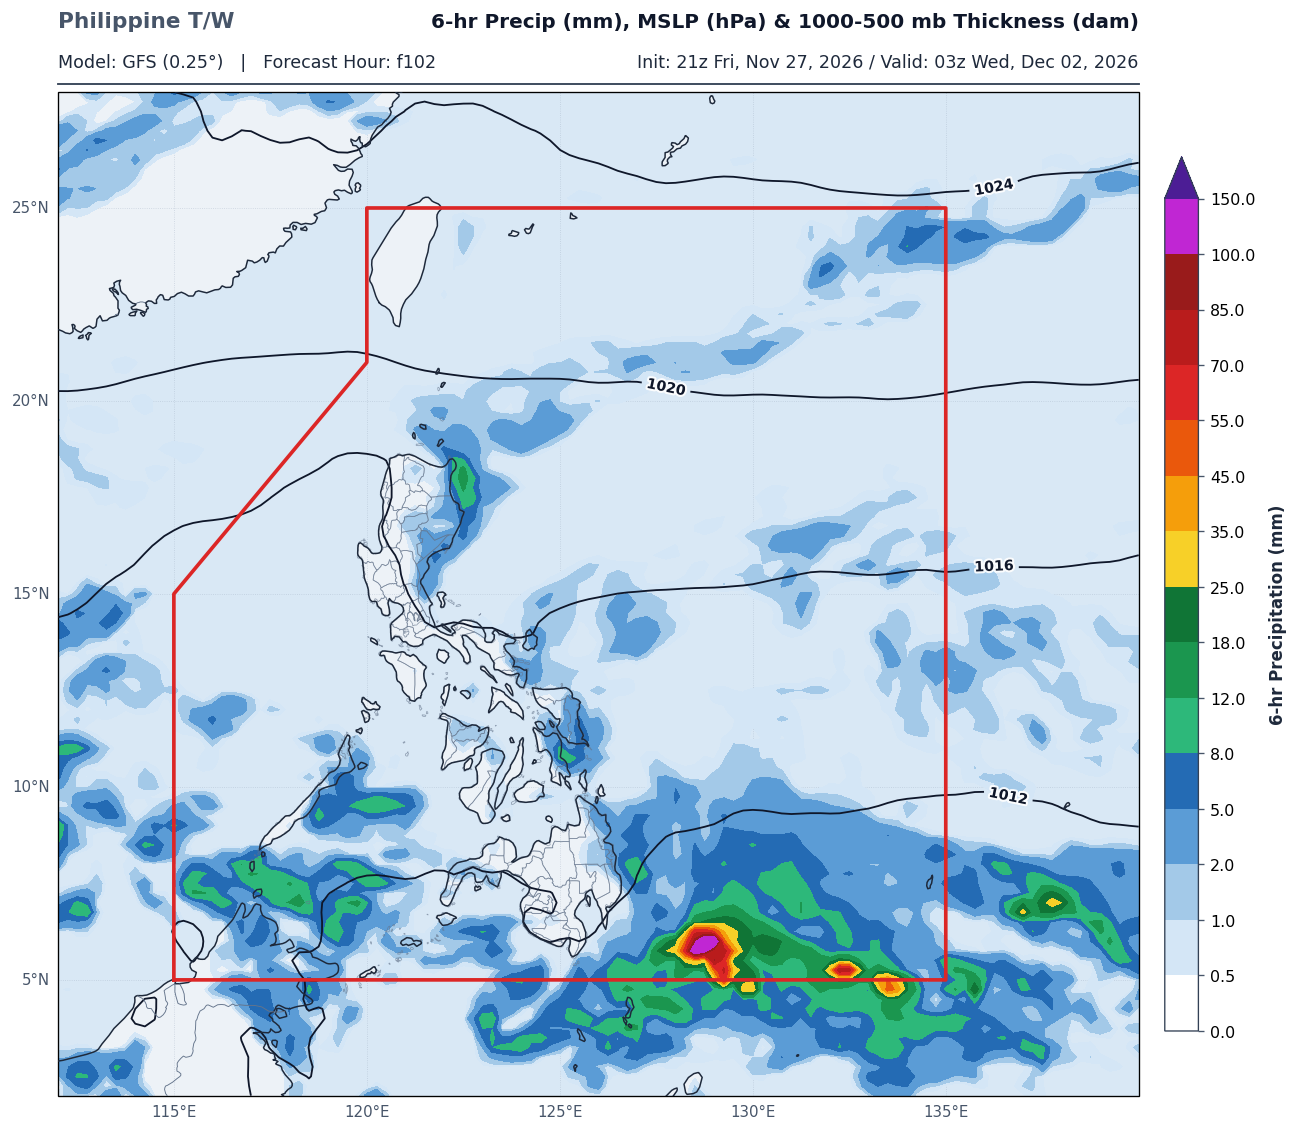 Philippine T/W
6-hr Precip (mm), MSLP (hPa) & 1000-500 mb Thickness (dam)
Model: GFS (0.25°) | Forecast Hour: f102
Init: 21z Fri, Nov 27, 2026 / Valid: 03z Wed, Dec 02, 2026
25°N
20°N
15°N
10°N
5°N
115°E
120°E
125°E
130°E
135°E
1024
1020
1016
1012
150.0
100.0
85.0
70.0
55.0
45.0
35.0
25.0
18.0
12.0
8.0
5.0
2.0
1.0
0.5
0.0
6-hr Precipitation (mm)